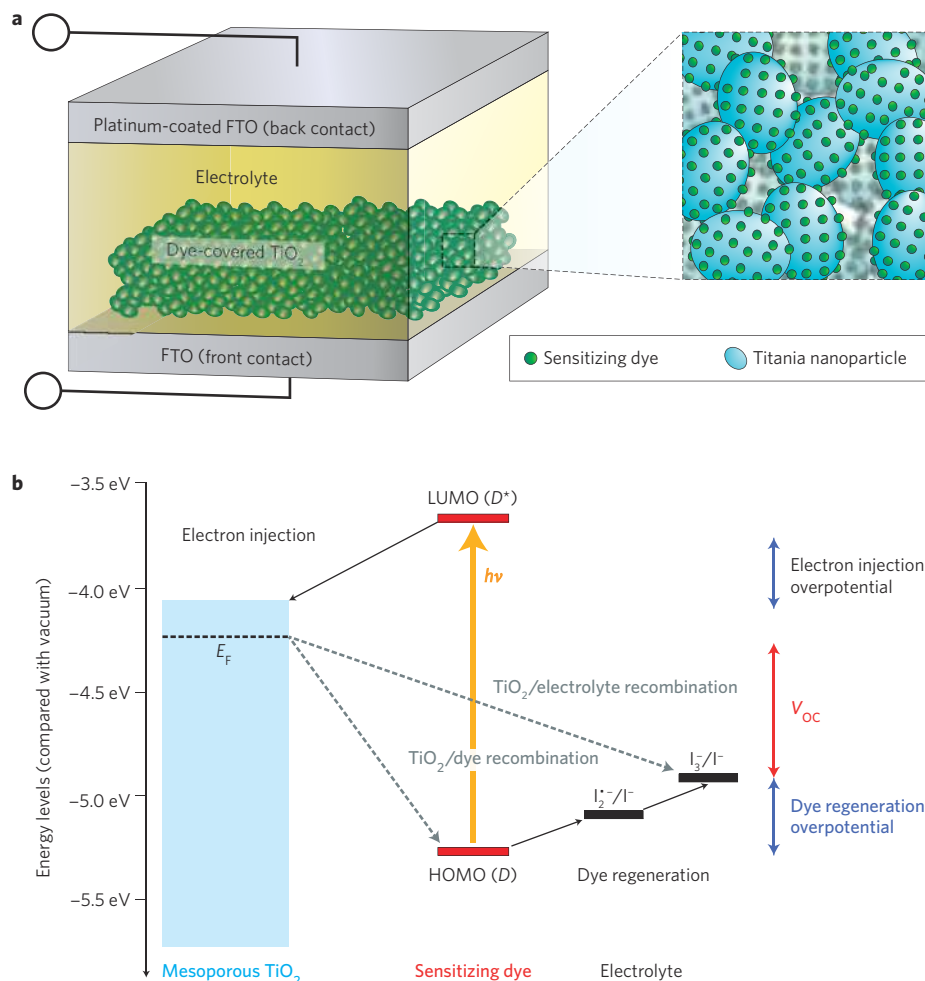 a
Platinum-coated FTO (back contact)
Electrolyte
Dye-covered TiO₂
FTO (front contact)
Sensitizing dye
Titania nanoparticle
b
Energy levels (compared with vacuum)
−3.5 eV
−4.0 eV
−4.5 eV
−5.0 eV
−5.5 eV
Electron injection
E_F
LUMO (D*)
hν
TiO₂/electrolyte recombination
TiO₂/dye recombination
I₃⁻/I⁻
I₂•⁻/I⁻
HOMO (D)
Dye regeneration
Electron injection
overpotential
V_OC
Dye regeneration
overpotential
Mesoporous TiO₂
Sensitizing dye
Electrolyte